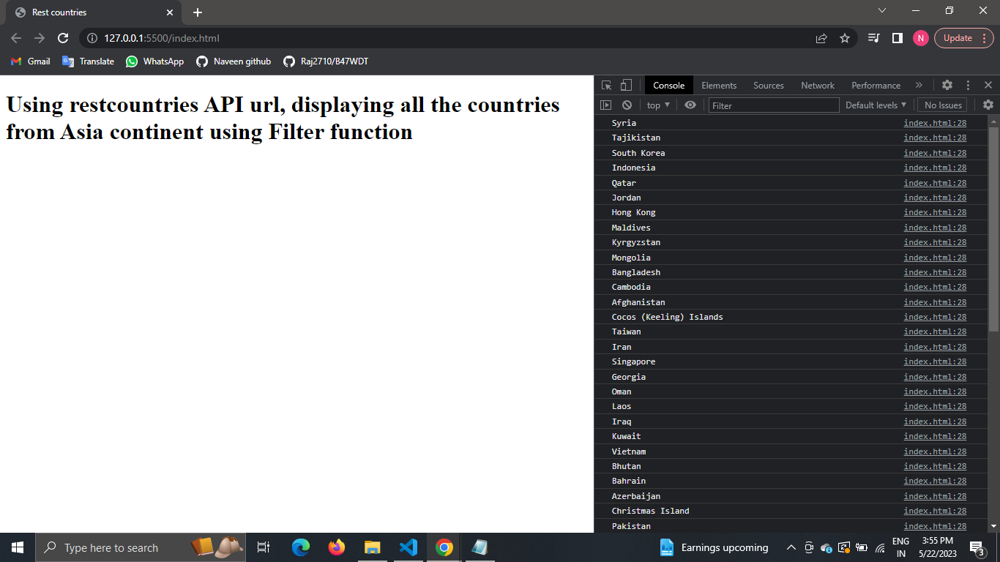 Rest countries
127.0.0.1:5500/index.html
N
Update
Gmail
Translate
WhatsApp
Naveen github
Raj2710/B47WDT
Using restcountries API url, displaying all the countries
from Asia continent using Filter function
Console Elements Sources Network Performance
top Filter Default levels No Issues
Syria index.html:28
Tajikistan index.html:28
South Korea index.html:28
Indonesia index.html:28
Qatar index.html:28
Jordan index.html:28
Hong Kong index.html:28
Maldives index.html:28
Kyrgyzstan index.html:28
Mongolia index.html:28
Bangladesh index.html:28
Cambodia index.html:28
Afghanistan index.html:28
Cocos (Keeling) Islands index.html:28
Taiwan index.html:28
Iran index.html:28
Singapore index.html:28
Georgia index.html:28
Oman index.html:28
Laos index.html:28
Iraq index.html:28
Kuwait index.html:28
Vietnam index.html:28
Bhutan index.html:28
Bahrain index.html:28
Azerbaijan index.html:28
Christmas Island index.html:28
Pakistan index.html:28
Type here to search
Earnings upcoming
ENG
IN
3:55 PM
5/22/2023
3